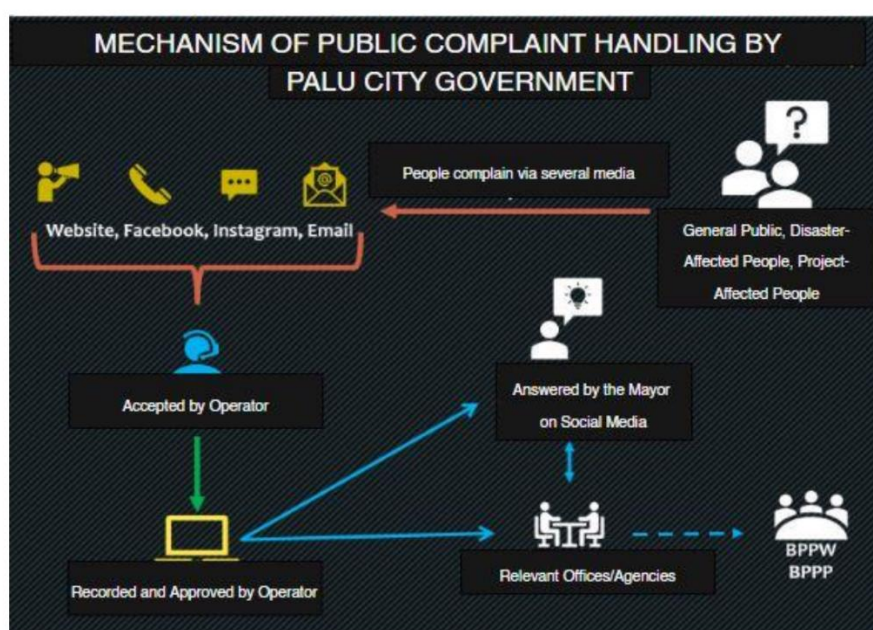 MECHANISM OF PUBLIC COMPLAINT HANDLING BY
PALU CITY GOVERNMENT
?
@
People complain via several media
Website, Facebook, Instagram, Email
General Public, Disaster-
Affected People, Project-
Affected People
Accepted by Operator
Answered by the Mayor
on Social Media
Recorded and Approved by Operator
Relevant Offices/Agencies
BPPW
BPPP